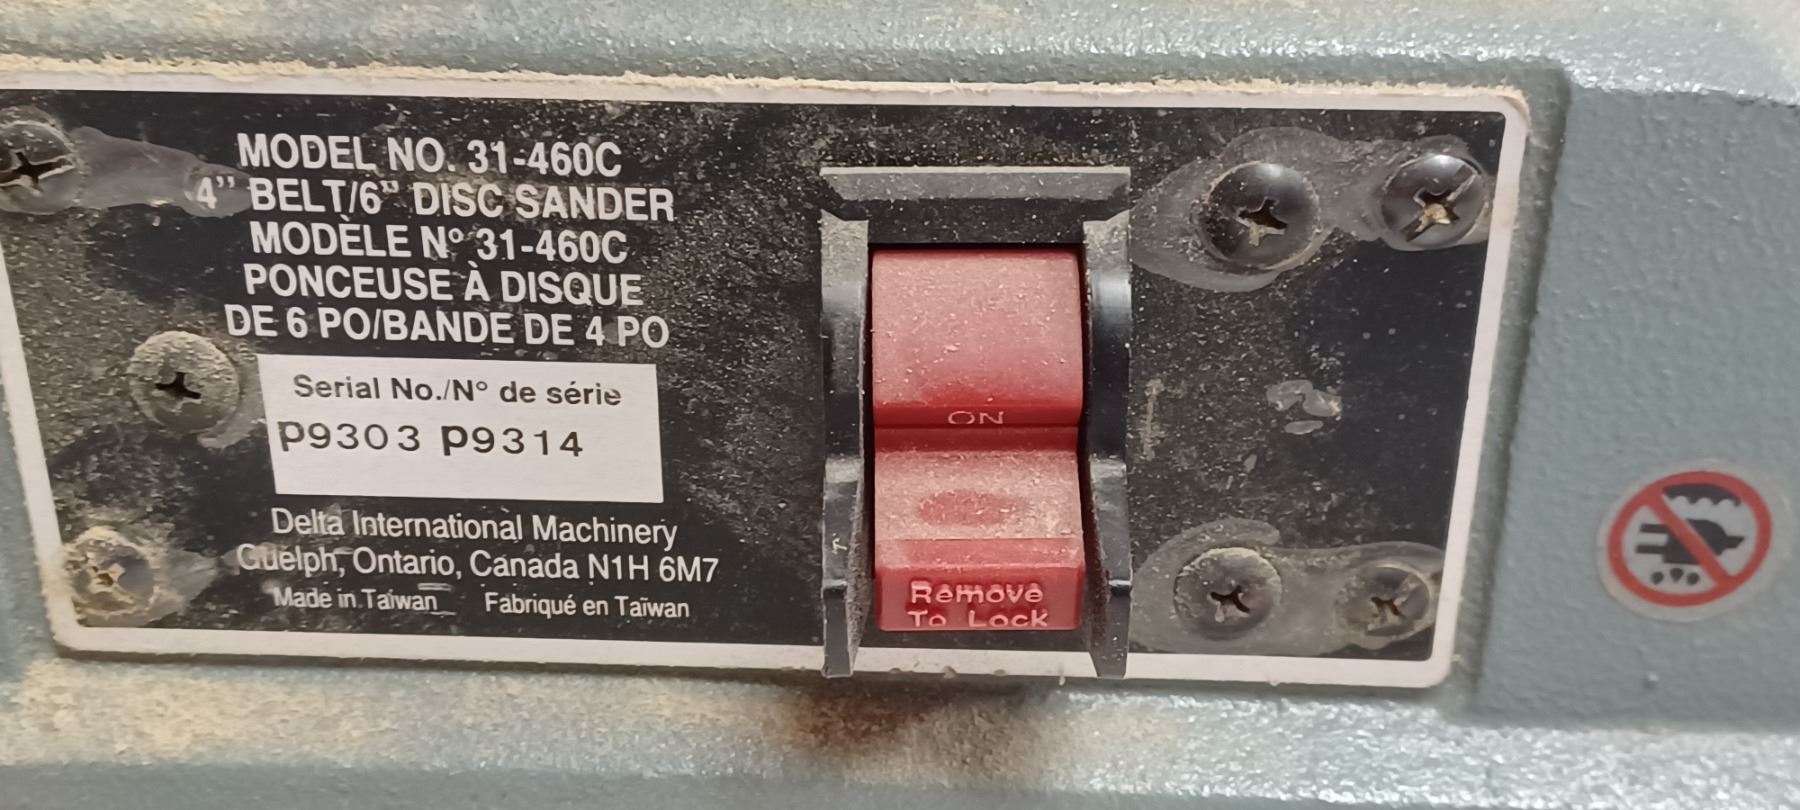 MODEL NO. 31-460C
4" BELT/6" DISC SANDER
MODÈLE Nº 31-460C
PONCEUSE À DISQUE
DE 6 PO/BANDE DE 4 PO
Serial No./N° de série
P9303 P9314
Delta International Machinery
Guelph, Ontario, Canada N1H 6M7
Made in Taiwan Fabriqué en Taïwan
ON
Remove
To Lock